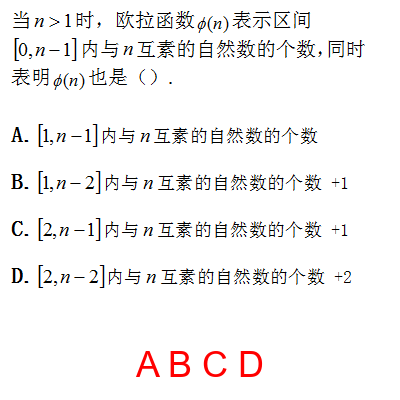 当 n > 1 时，欧拉函数 ϕ(n) 表示区间
[0, n − 1] 内与 n 互素的自然数的个数，同时
表明 ϕ(n) 也是（）.
A. [1, n − 1] 内与 n 互素的自然数的个数
B. [1, n − 2] 内与 n 互素的自然数的个数 +1
C. [2, n − 1] 内与 n 互素的自然数的个数 +1
D. [2, n − 2] 内与 n 互素的自然数的个数 +2
A B C D